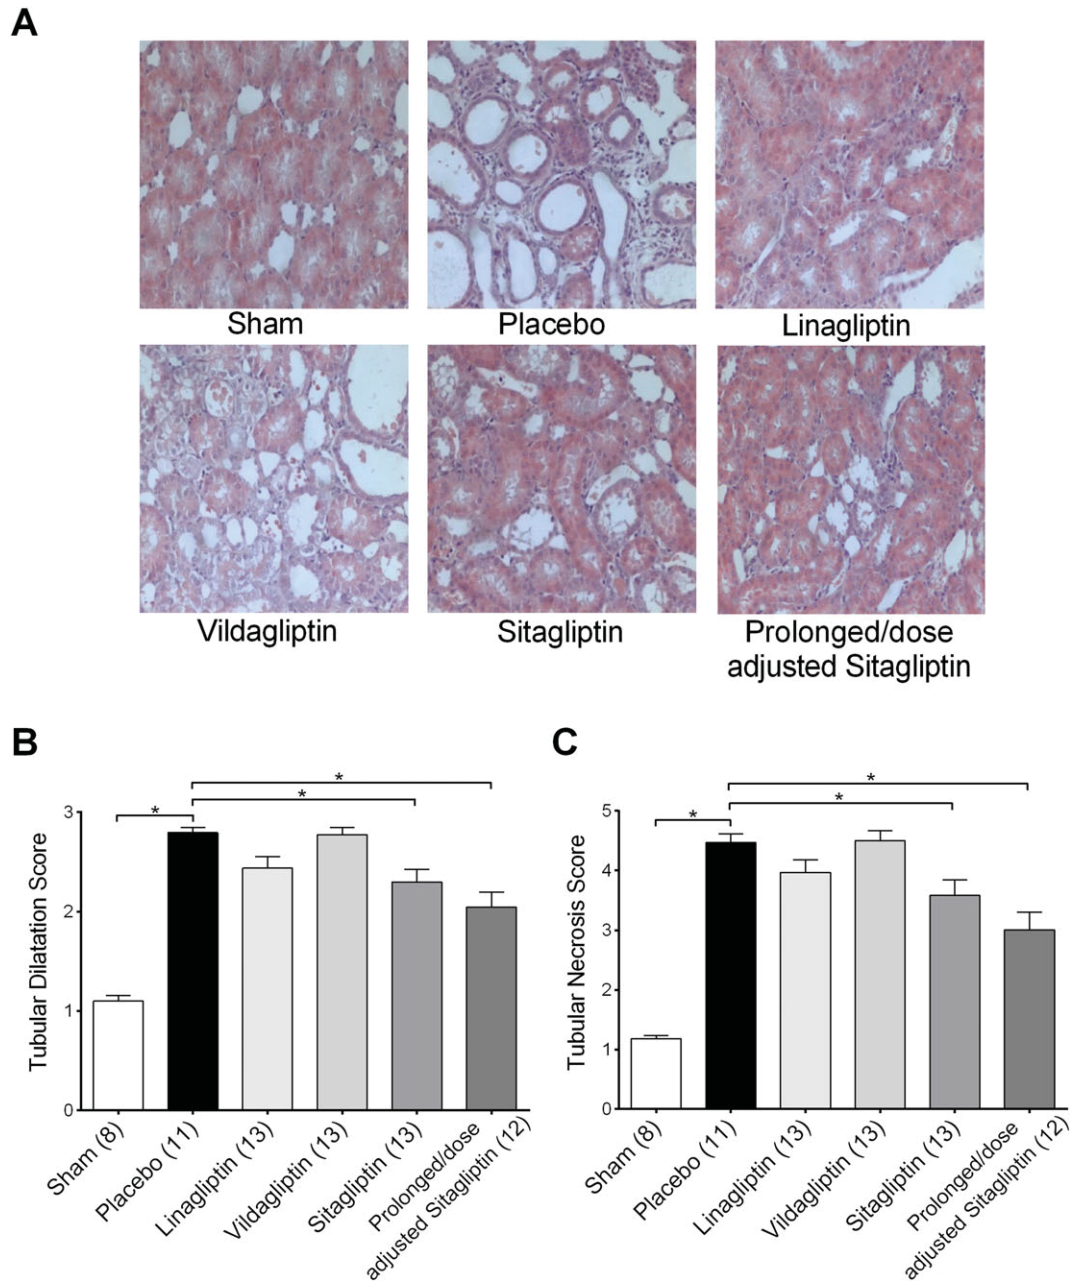 A
Sham
Placebo
Linagliptin
Vildagliptin
Sitagliptin
Prolonged/dose
adjusted Sitagliptin
B
*
*
*
Tubular Dilatation Score
3
2
1
0
Sham (8)
Placebo (11)
Linagliptin (13)
Vildagliptin (13)
Sitagliptin (13)
Prolonged/dose
adjusted Sitagliptin (12)
C
*
*
*
Tubular Necrosis Score
5
4
3
2
1
0
Sham (8)
Placebo (11)
Linagliptin (13)
Vildagliptin (13)
Sitagliptin (13)
Prolonged/dose
adjusted Sitagliptin (12)